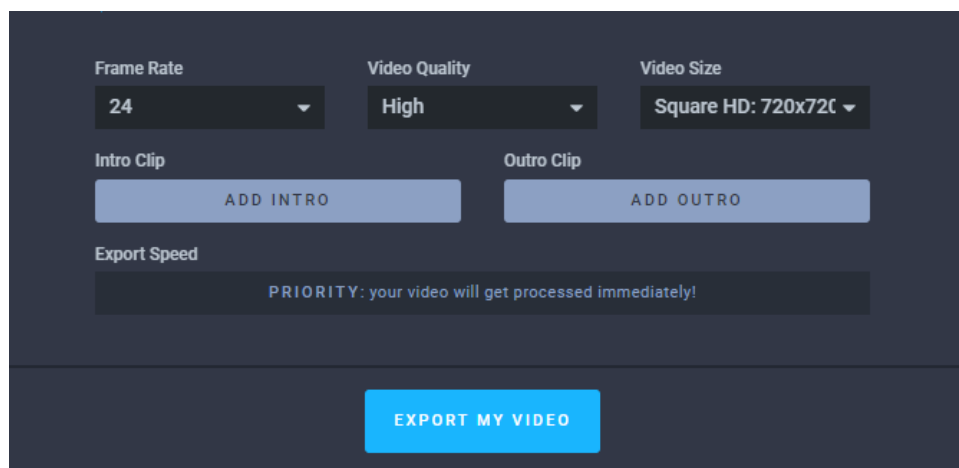 Frame Rate
Video Quality
Video Size
24
High
Square HD: 720x720
Intro Clip
Outro Clip
ADD INTRO
ADD OUTRO
Export Speed
PRIORITY: your video will get processed immediately!
EXPORT MY VIDEO